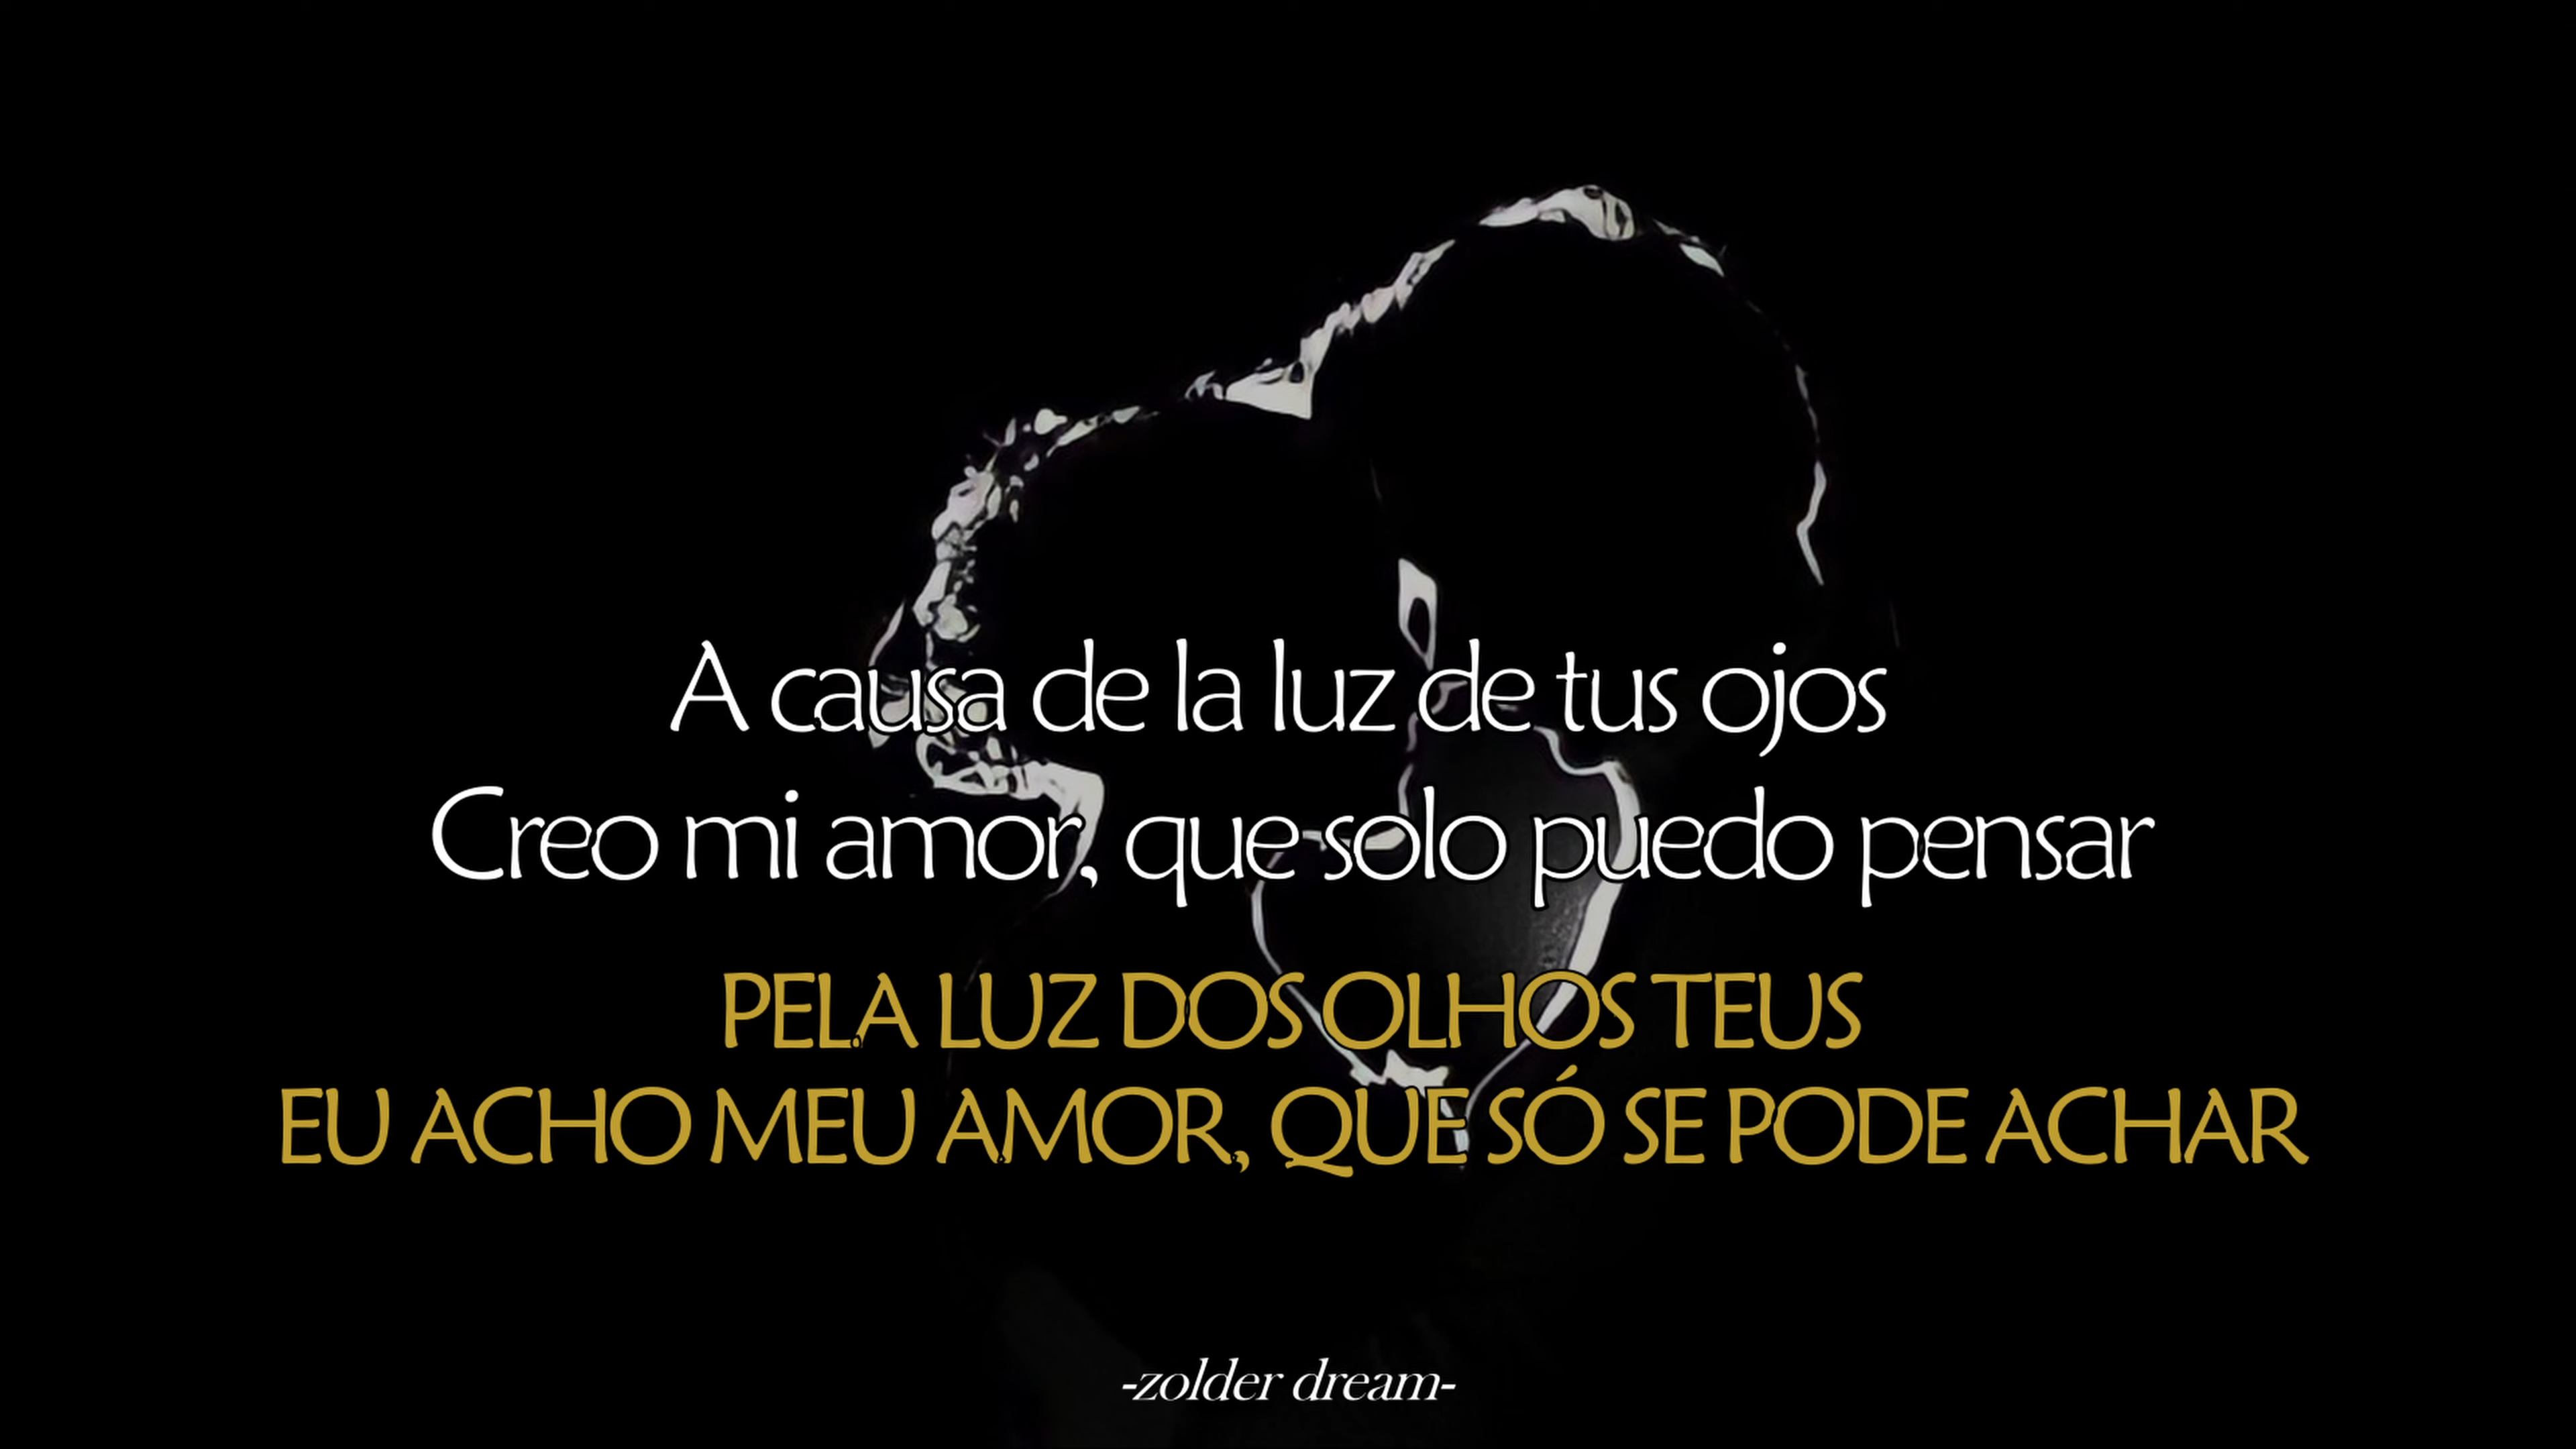 A causa de la luz de tus ojos
Creo mi amor, que solo puedo pensar
PELA LUZ DOS OLHOS TEUS
EU ACHO MEU AMOR, QUE SÓ SE PODE ACHAR
-zolder dream-